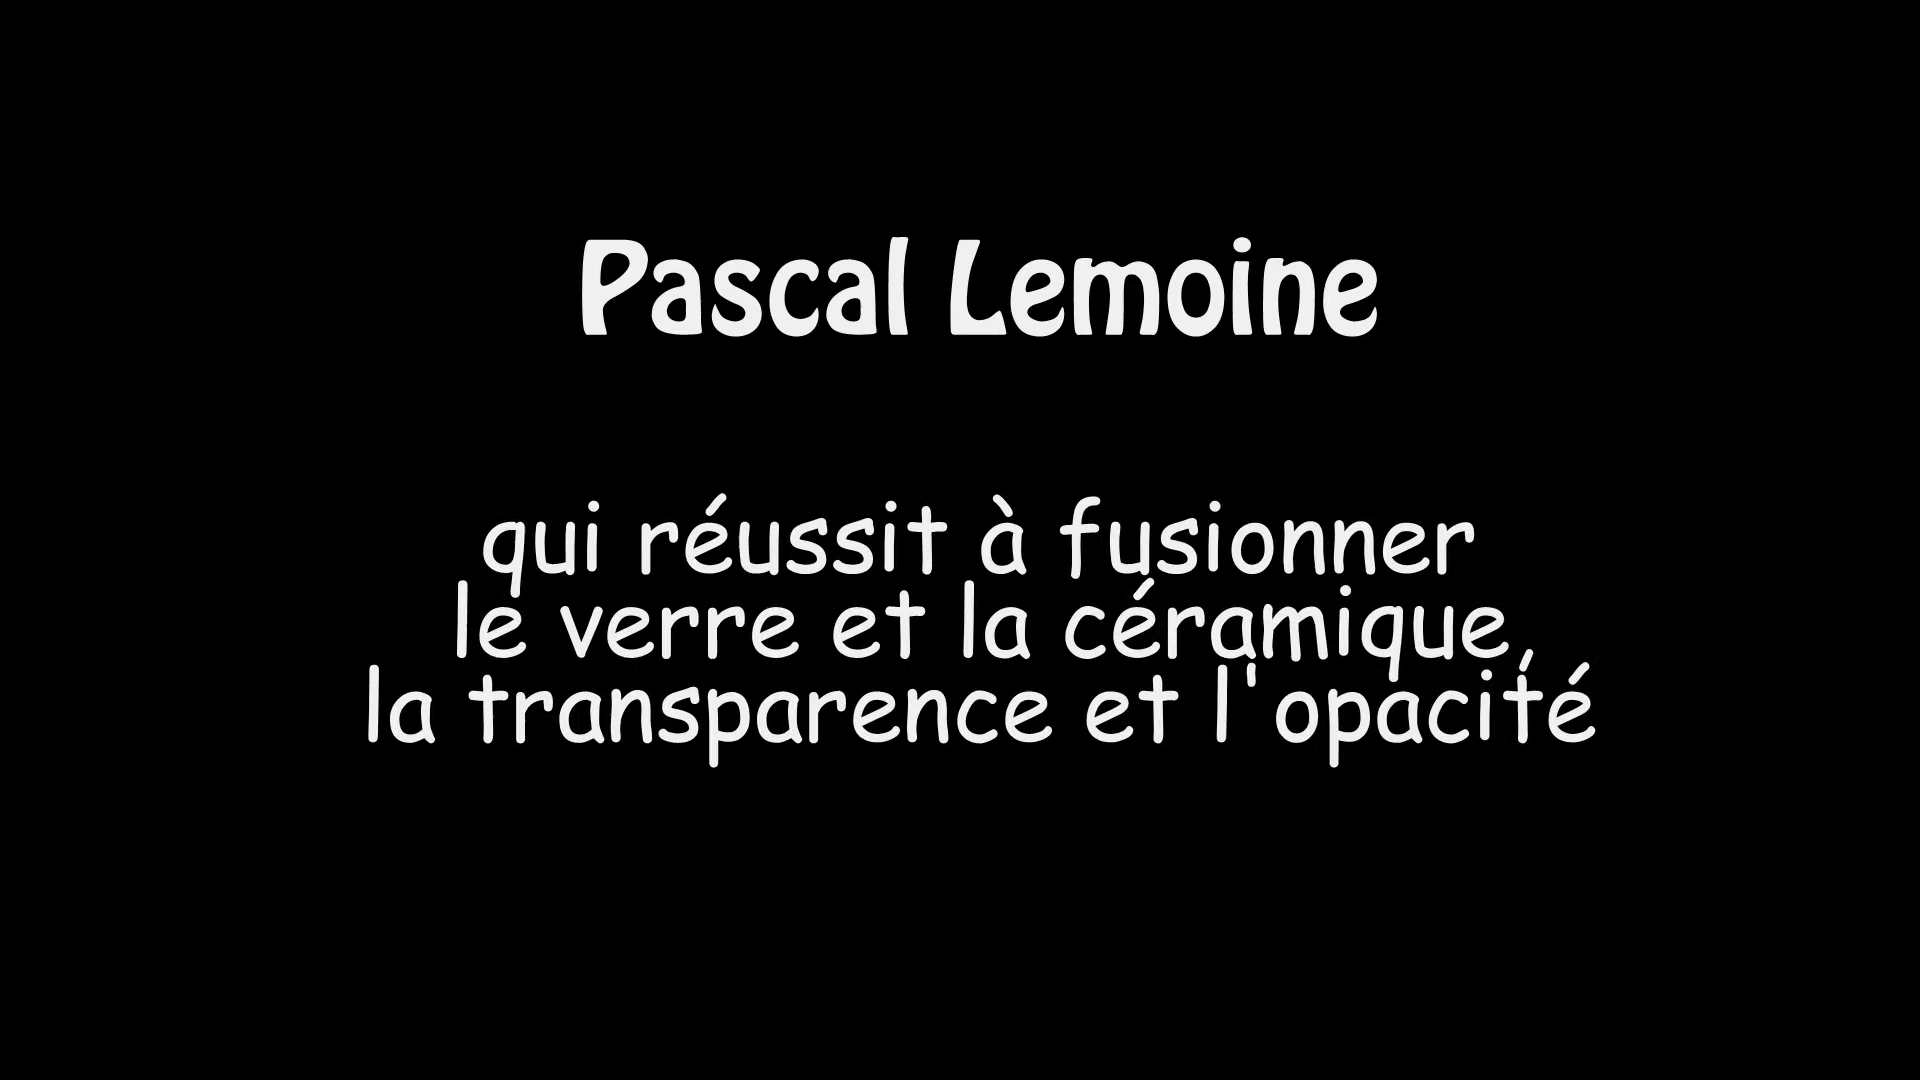 Pascal Lemoine
qui réussit à fusionner
le verre et la céramique,
la transparence et l'opacité